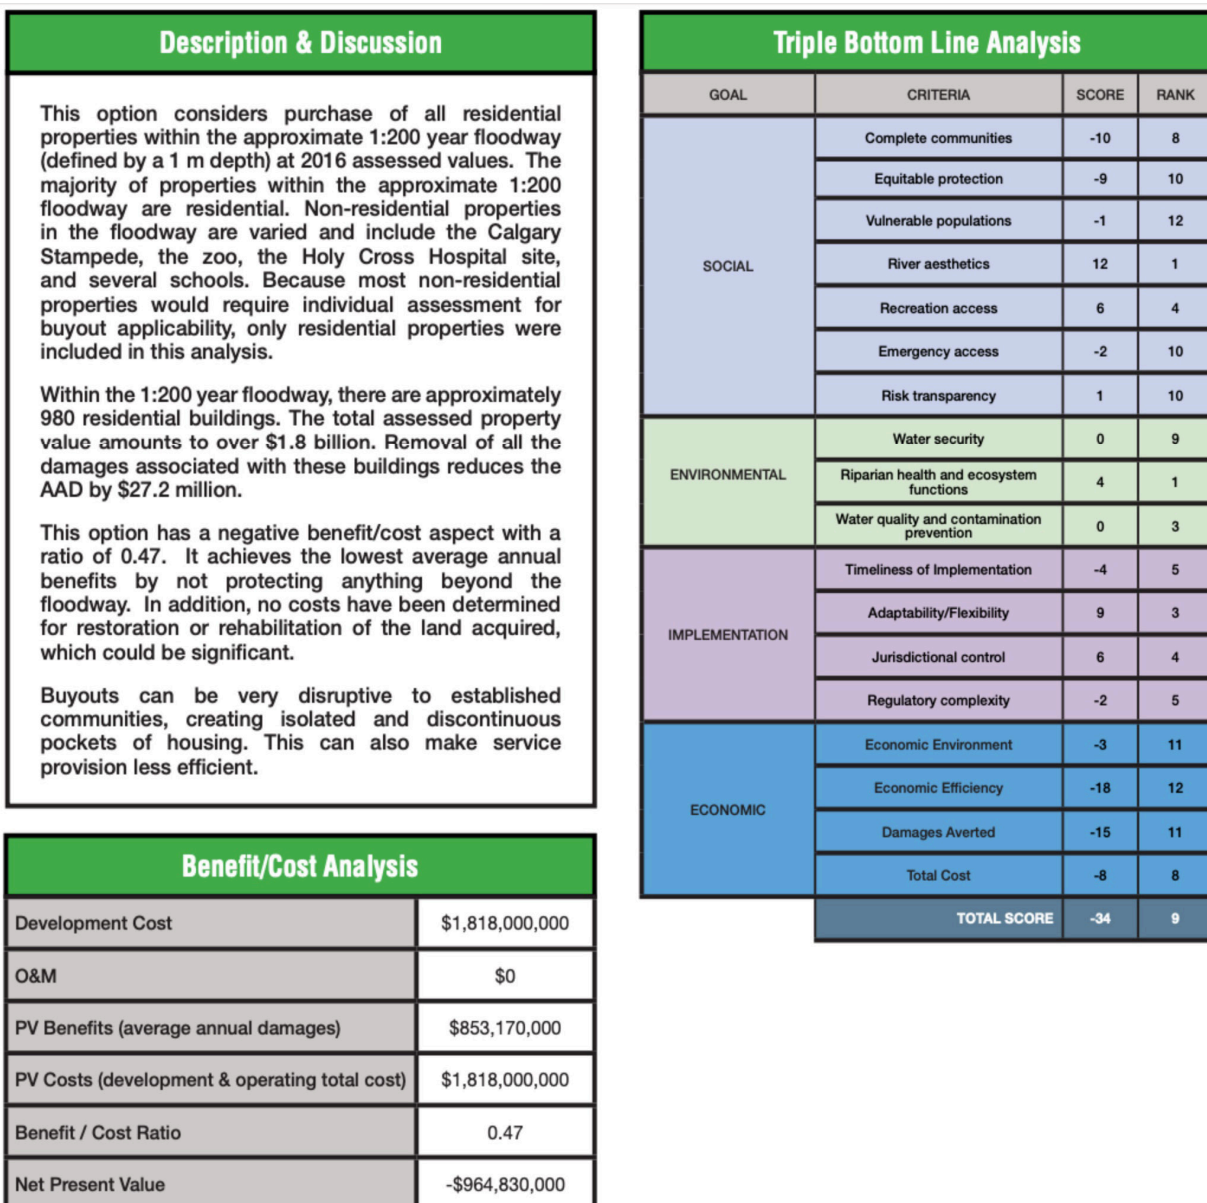 Description & Discussion
This option considers purchase of all residential
properties within the approximate 1:200 year floodway
(defined by a 1 m depth) at 2016 assessed values. The
majority of properties within the approximate 1:200
floodway are residential. Non-residential properties
in the floodway are varied and include the Calgary
Stampede, the zoo, the Holy Cross Hospital site,
and several schools. Because most non-residential
properties would require individual assessment for
buyout applicability, only residential properties were
included in this analysis.
Within the 1:200 year floodway, there are approximately
980 residential buildings. The total assessed property
value amounts to over $1.8 billion. Removal of all the
damages associated with these buildings reduces the
AAD by $27.2 million.
This option has a negative benefit/cost aspect with a
ratio of 0.47. It achieves the lowest average annual
benefits by not protecting anything beyond the
floodway. In addition, no costs have been determined
for restoration or rehabilitation of the land acquired,
which could be significant.
Buyouts can be very disruptive to established
communities, creating isolated and discontinuous
pockets of housing. This can also make service
provision less efficient.
Benefit/Cost Analysis
Development Cost $1,818,000,000
O&M $0
PV Benefits (average annual damages) $853,170,000
PV Costs (development & operating total cost) $1,818,000,000
Benefit / Cost Ratio 0.47
Net Present Value -$964,830,000
Triple Bottom Line Analysis
GOAL CRITERIA SCORE RANK
SOCIAL
Complete communities -10 8
Equitable protection -9 10
Vulnerable populations -1 12
River aesthetics 12 1
Recreation access 6 4
Emergency access -2 10
Risk transparency 1 10
ENVIRONMENTAL
Water security 0 9
Riparian health and ecosystem
functions 4 1
Water quality and contamination
prevention 0 3
IMPLEMENTATION
Timeliness of Implementation -4 5
Adaptability/Flexibility 9 3
Jurisdictional control 6 4
Regulatory complexity -2 5
ECONOMIC
Economic Environment -3 11
Economic Efficiency -18 12
Damages Averted -15 11
Total Cost -8 8
TOTAL SCORE -34 9